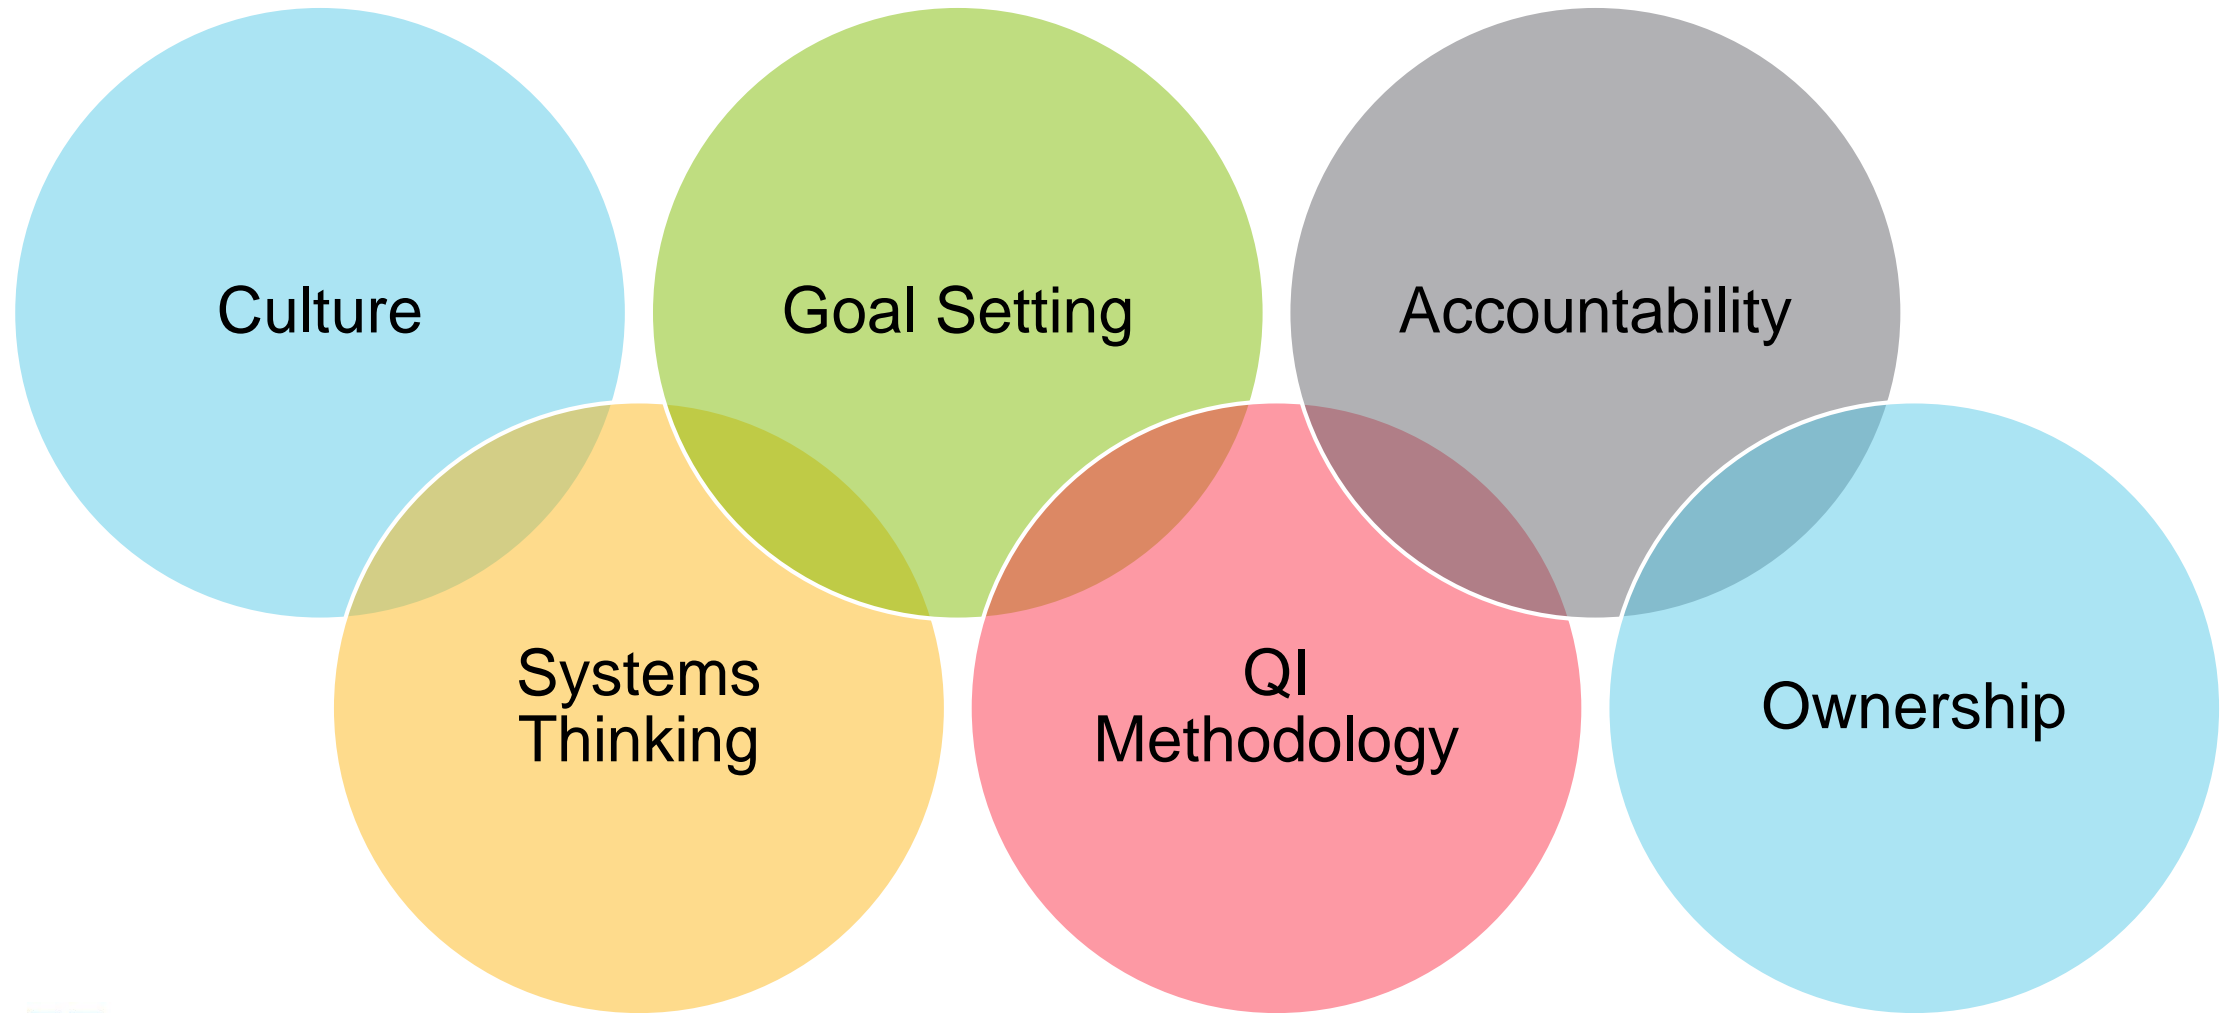 Culture
Goal Setting
Accountability
Systems
Thinking
QI
Methodology
Ownership